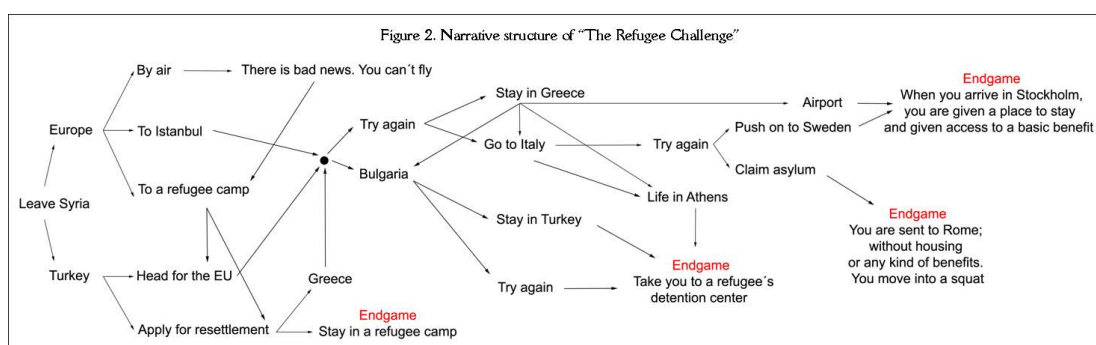 Figure 2. Narrative structure of “The Refugee Challenge”
By air
There is bad news. You can´t fly
Europe
To Istanbul
To a refugee camp
Leave Syria
Turkey
Head for the EU
Apply for resettlement
Greece
Endgame
Stay in a refugee camp
Try again
Bulgaria
Stay in Greece
Go to Italy
Stay in Turkey
Try again
Life in Athens
Endgame
Take you to a refugee´s
detention center
Try again
Airport
Push on to Sweden
Claim asylum
Endgame
When you arrive in Stockholm,
you are given a place to stay
and given access to a basic benefit
Endgame
You are sent to Rome;
without housing
or any kind of benefits.
You move into a squat